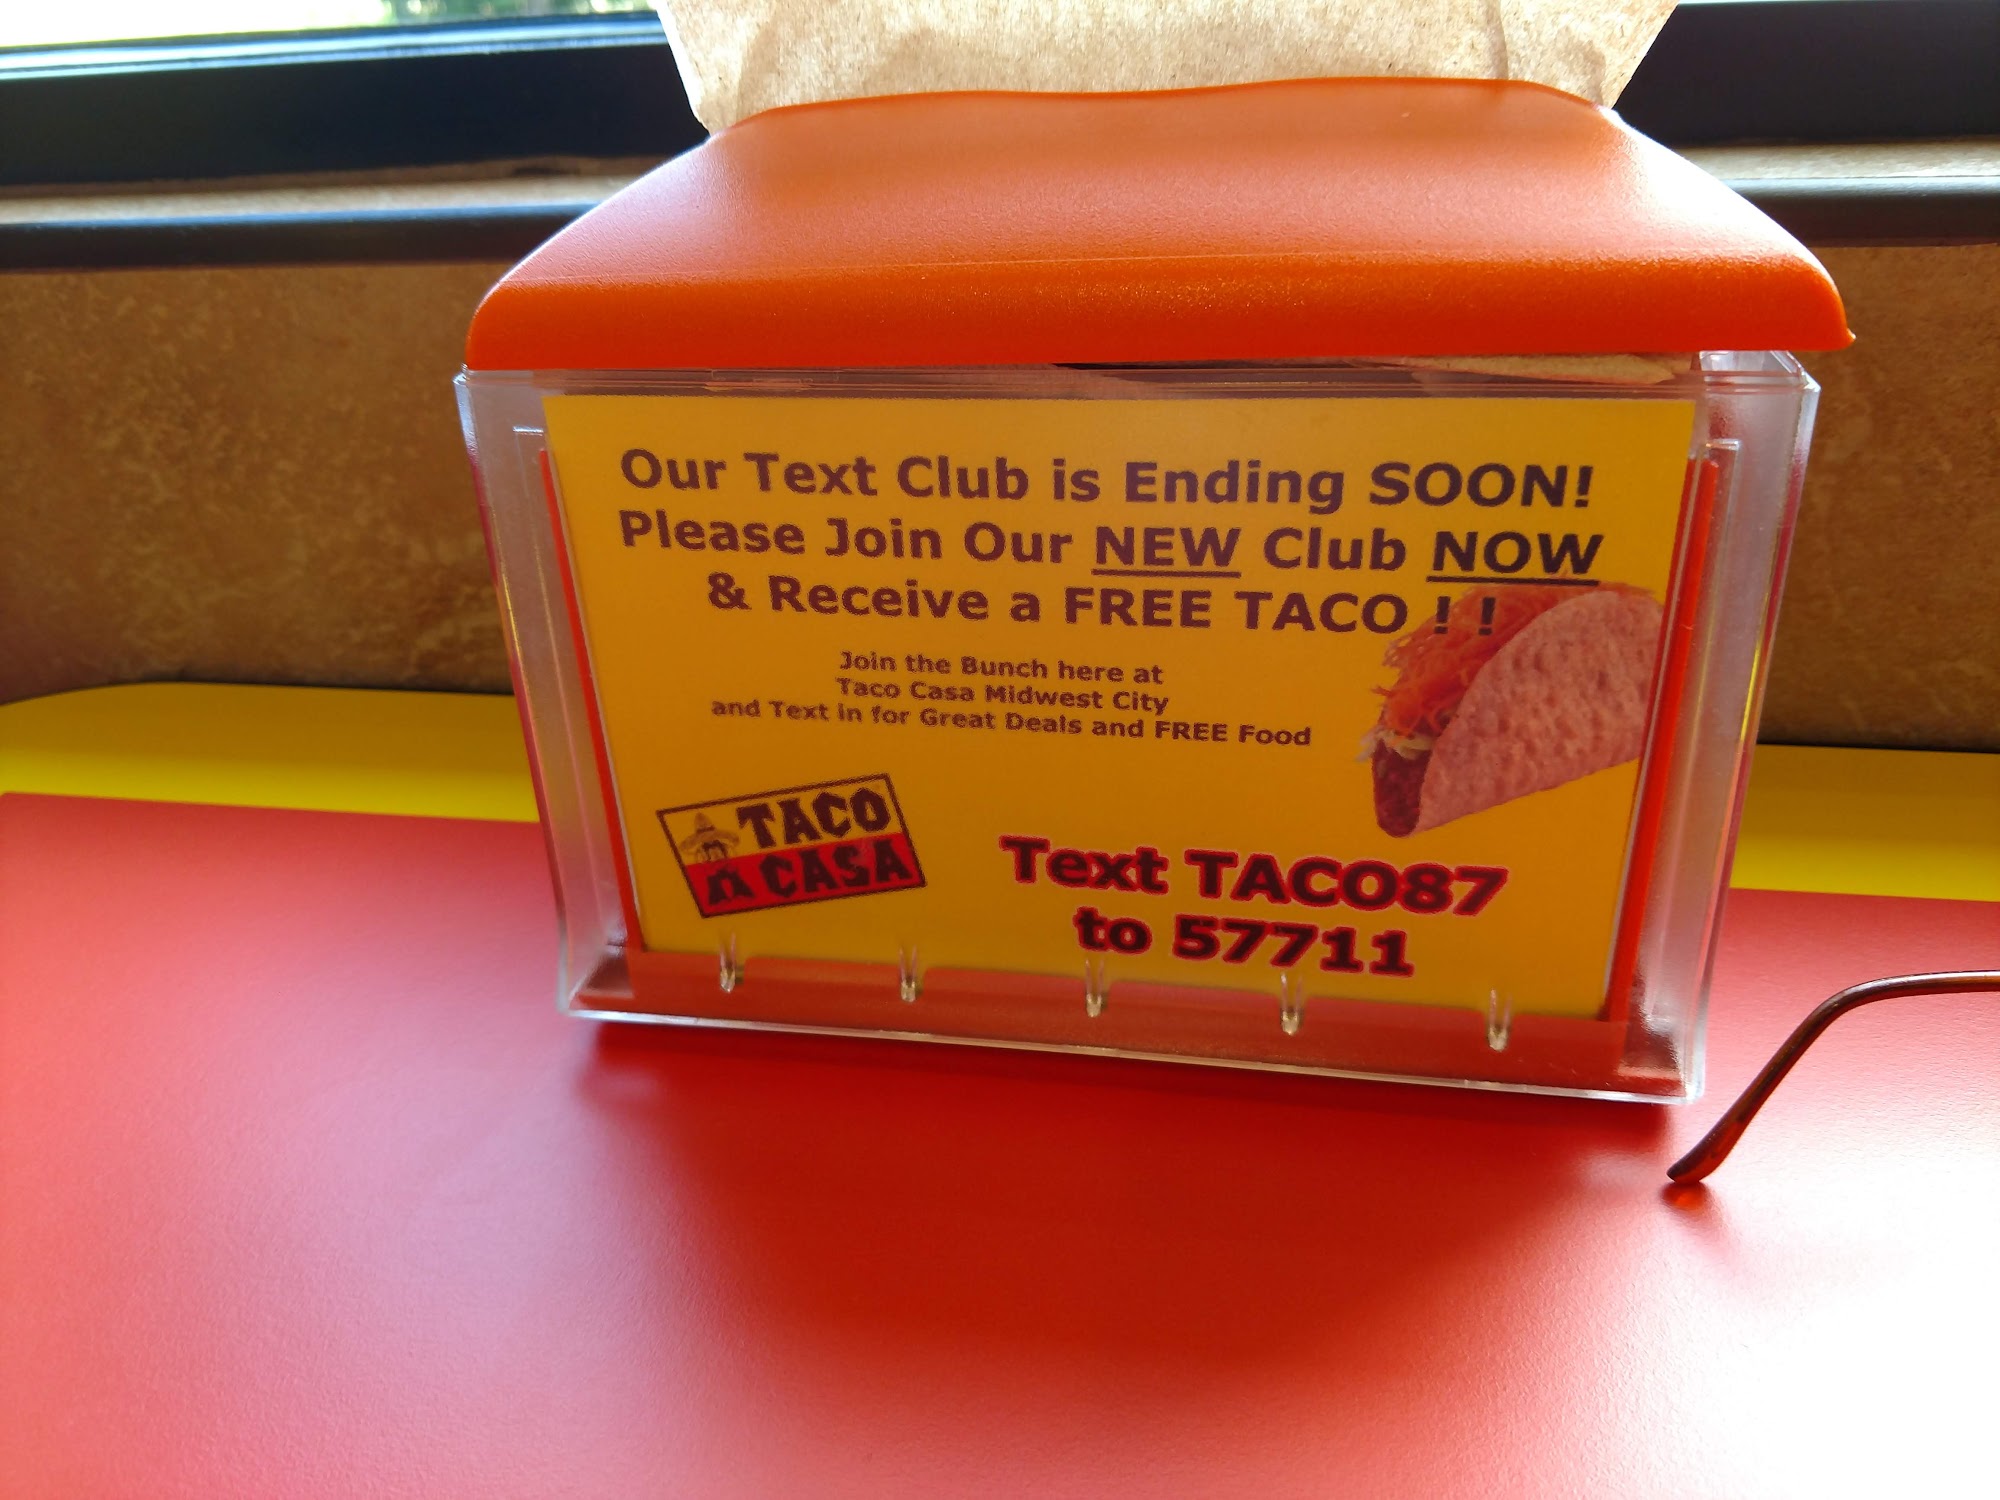 Our Text Club is Ending SOON!
Please Join Our NEW Club NOW
& Receive a FREE TACO ! !
Join the Bunch here at
Taco Casa Midwest City
and Text in for Great Deals and FREE Food
TACO
CASA
Text TACO87
to 57711